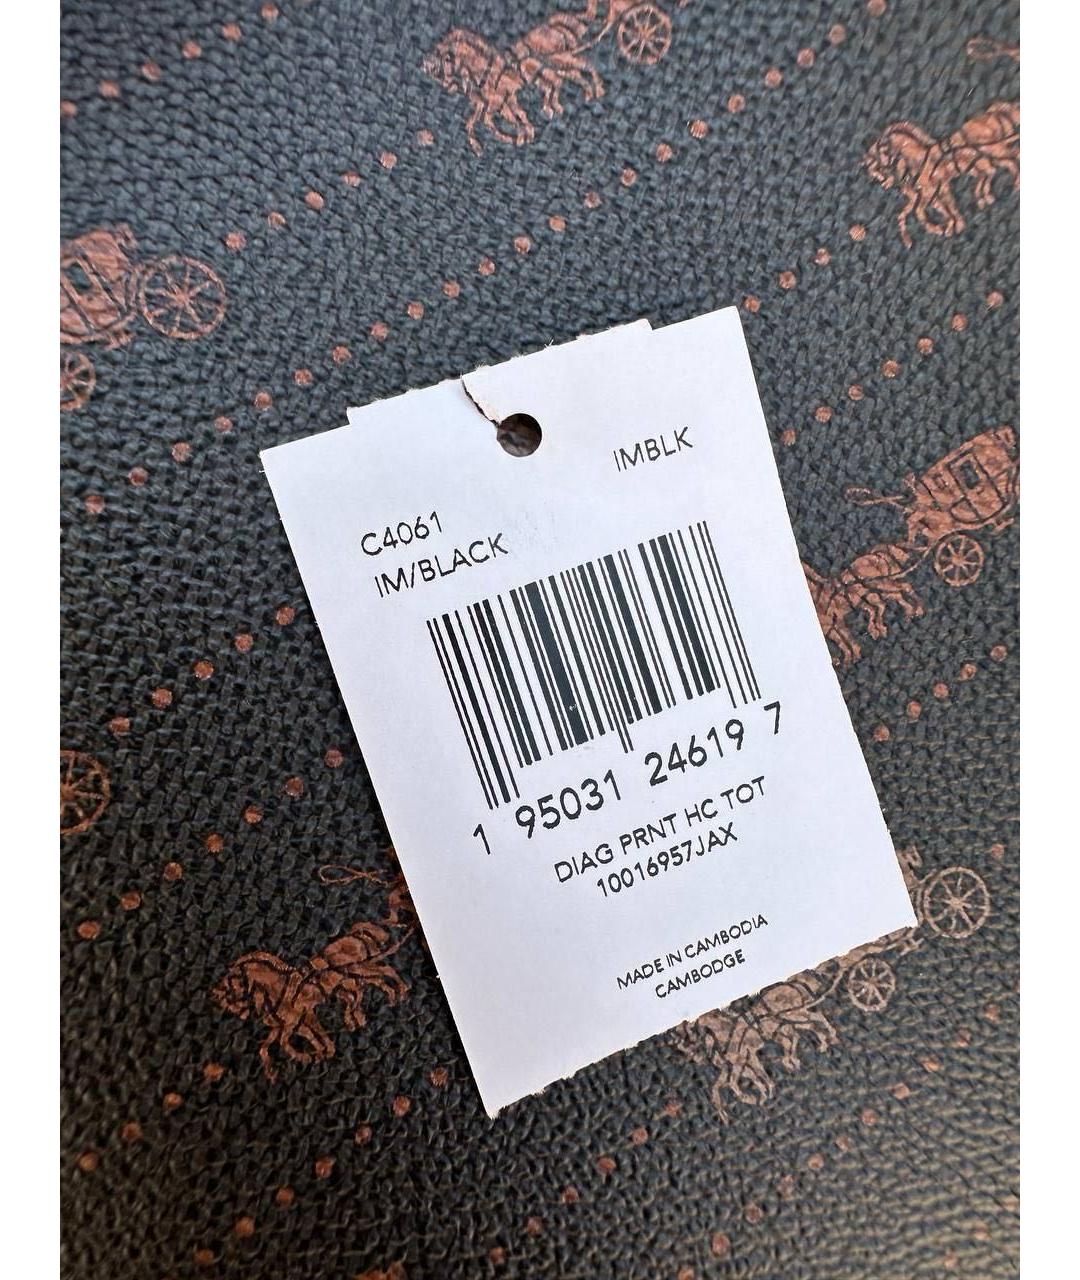 IMBLK
C4061
IM/BLACK
1 95031 24619 7
DIAG PRNT HC TOT
10016957JAX
MADE IN CAMBODIA
CAMBODGE